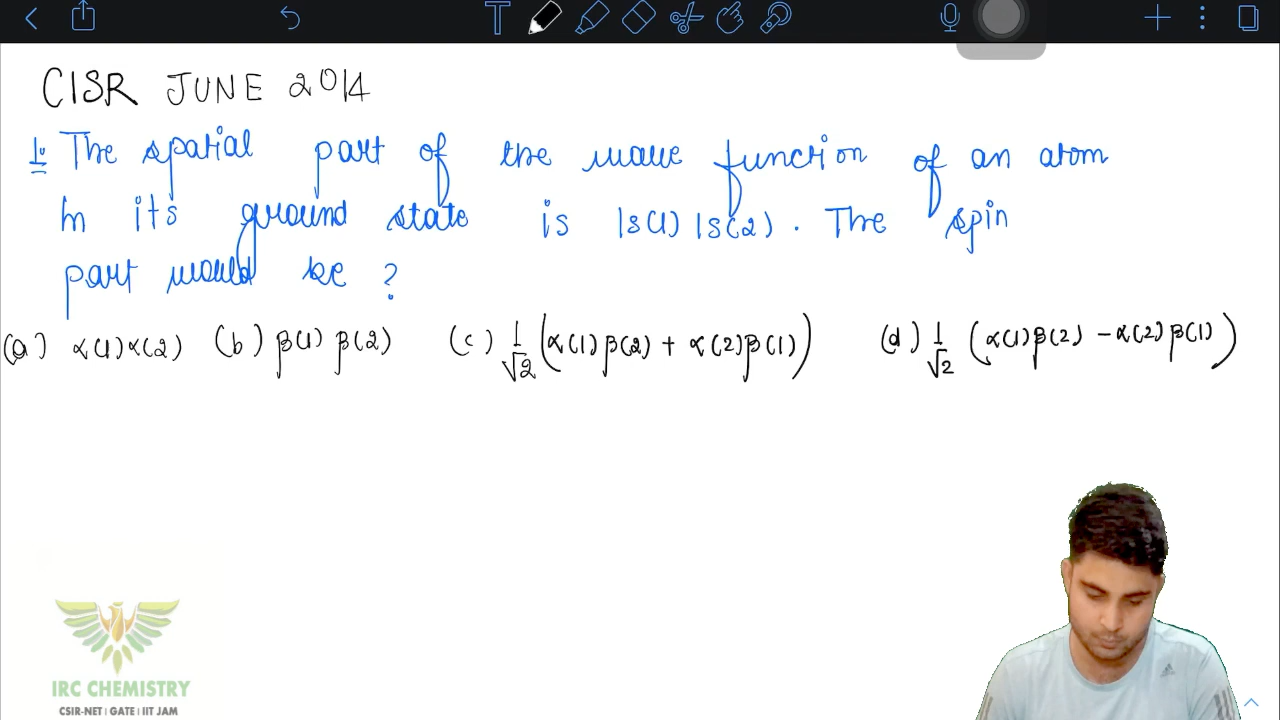 CISR JUNE 2014
1. The spatial part of the wave function of an atom
In its ground state is 1s(1) 1s(2). The spin
part would be ?
(a) α(1)α(2) (b) β(1) β(2) (c) 1/√2 (α(1)β(2) + α(2)β(1)) (d) 1/√2 (α(1)β(2) - α(2)β(1))
IRC CHEMISTRY
CSIR-NET | GATE | IIT JAM